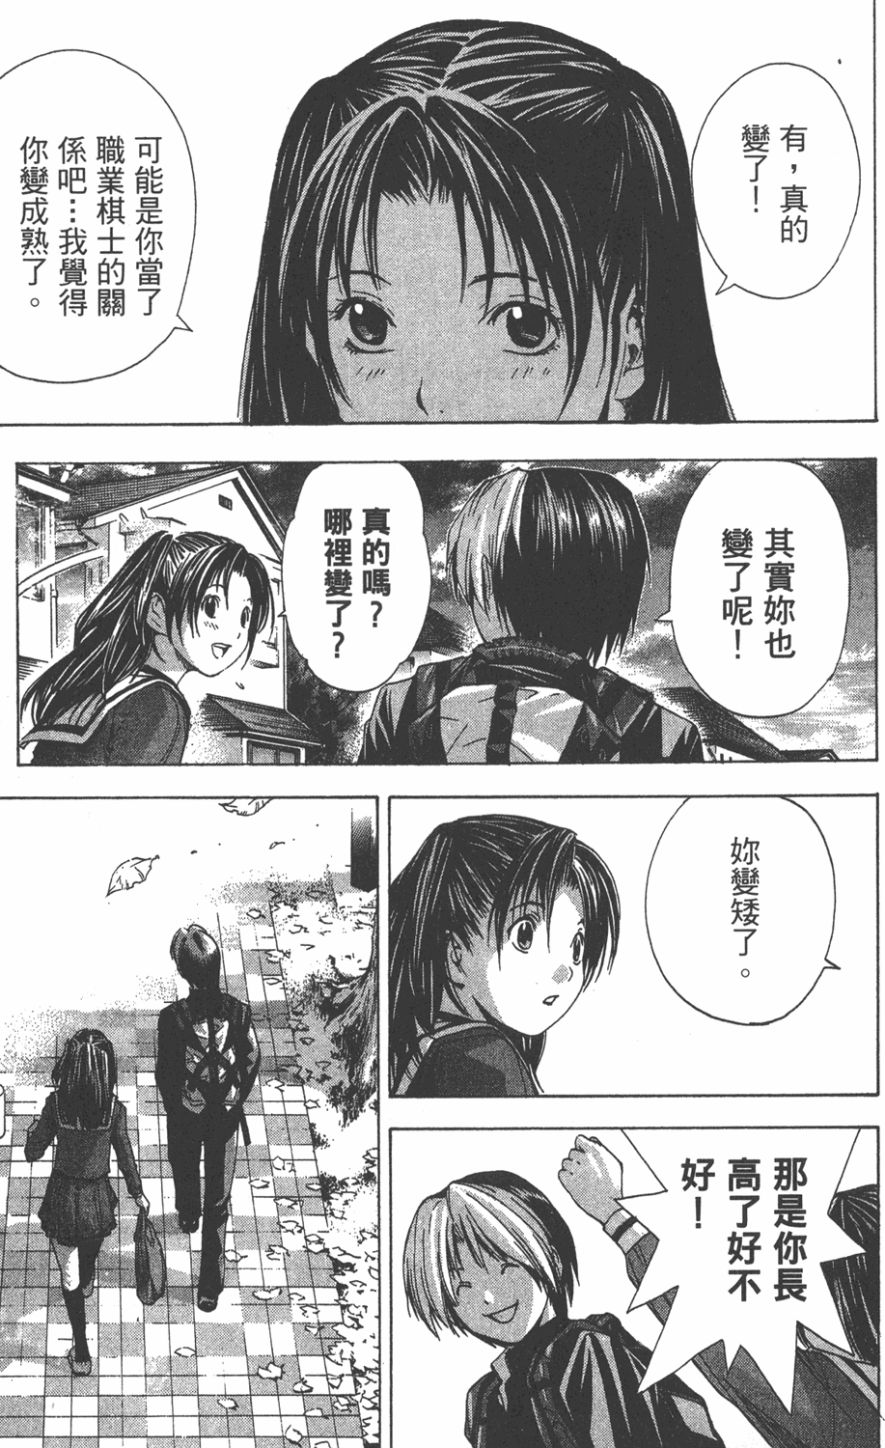 有，真的
變了！
可能是你當了
職業棋士的關
係吧…我覺得
你變成熟了。
其實妳也
變了呢！
真的嗎？
哪裡變了？
妳變矮了。
那是你長
高了好不
好！